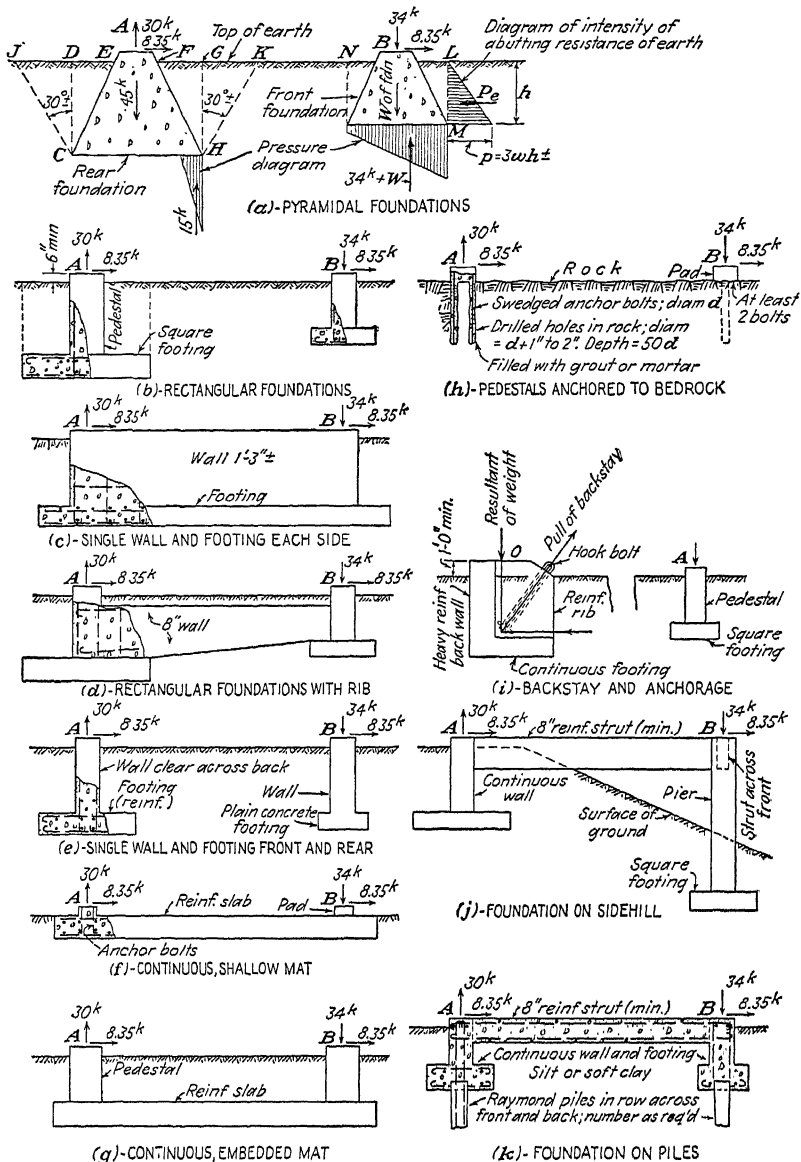 A 30k
8.35k
Top of earth
J D E F G K
30°±
45k
30°±
C
H
Rear
foundation
15k
Pressure
diagram
34k
B
8.35k
N
L
Diagram of intensity of
abutting resistance of earth
Front
foundation
W of fdn
Pe
h
M
p=3wh±
34k+W
(a)-PYRAMIDAL FOUNDATIONS
6" min
30k
A
8.35k
Pedestal
Square
footing
34k
B
8.35k
(b)-RECTANGULAR FOUNDATIONS
30k
A
8.35k
34k
B
8.35k
Wall 1'-3"±
Footing
(c)-SINGLE WALL AND FOOTING EACH SIDE
30k
A
8.35k
34k
B
8.35k
8" wall
(d)-RECTANGULAR FOUNDATIONS WITH RIB
30k
A
8.35k
34k
B
8.35k
Wall clear across back
Footing
(reinf.)
Wall
Plain concrete
footing
(e)-SINGLE WALL AND FOOTING FRONT AND REAR
30k
A
8.35k
Reinf. slab
34k
B
8.35k
Pad
Anchor bolts
(f)-CONTINUOUS, SHALLOW MAT
30k
A
8.35k
34k
B
8.35k
Pedestal
Reinf slab
(g)-CONTINUOUS, EMBEDDED MAT
30k
A
8.35k
Rock
34k
B
8.35k
Pad
Swedged anchor bolts; diam d
Drilled holes in rock; diam
= d+1" to 2". Depth=50d
Filled with grout or mortar
At least
2 bolts
(h)-PEDESTALS ANCHORED TO BEDROCK
1'-0" min.
Resultant
of weight
Pull of backstay
O
Hook bolt
Heavy reinf
back wall
Reinf.
rib
Continuous footing
A
Pedestal
Square
footing
(i)-BACKSTAY AND ANCHORAGE
30k
A
8.35k
8" reinf. strut (min.)
34k
B
8.35k
Continuous
wall
Pier
Strut across
front
Surface of
ground
Square
footing
(j)-FOUNDATION ON SIDEHILL
30k
A
8.35k
8" reinf strut (min.)
34k
B
8.35k
Continuous wall and footing
Silt or soft clay
Raymond piles in row across
front and back; number as req'd
(k)- FOUNDATION ON PILES